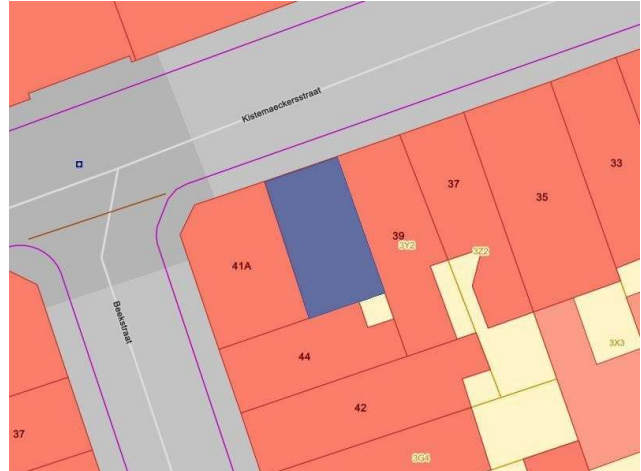 Kistemaeckersstraat
33
37
35
39
3Y2
3Z2
41A
Beekstraat
44
3X3
42
37
3G4